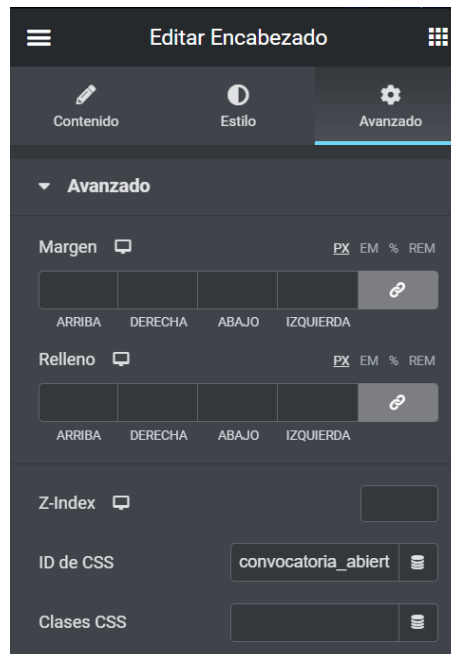 Editar Encabezado
Contenido Estilo Avanzado
Avanzado
Margen PX EM % REM
ARRIBA DERECHA ABAJO IZQUIERDA
Relleno PX EM % REM
ARRIBA DERECHA ABAJO IZQUIERDA
Z-Index
ID de CSS convocatoria_abiert
Clases CSS